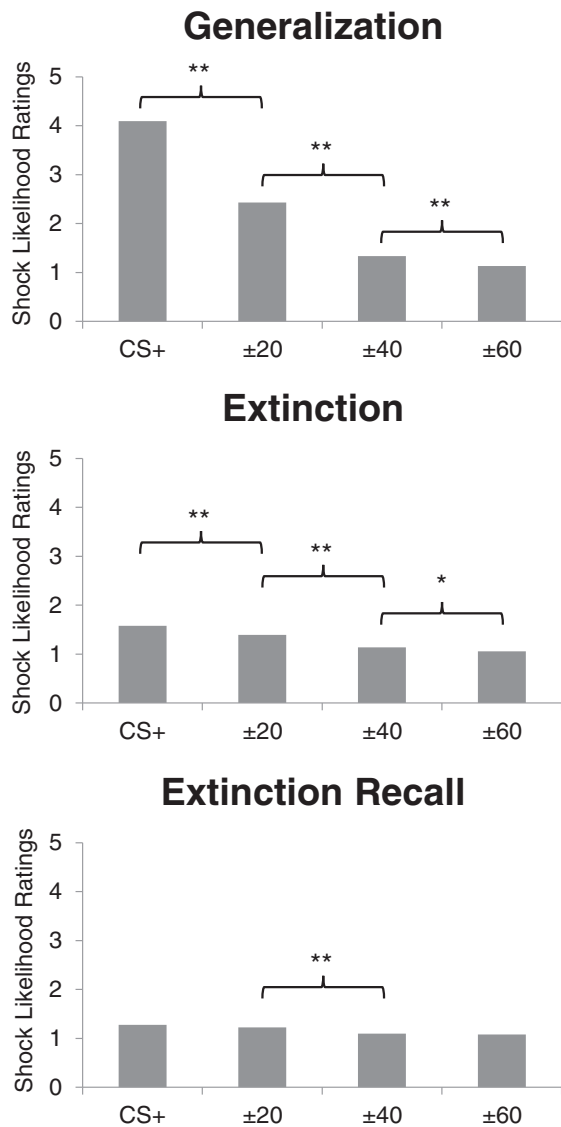 Generalization
Shock Likelihood Ratings
5
4
3
2
1
0
**
**
**
CS+ ±20 ±40 ±60
Extinction
Shock Likelihood Ratings
5
4
3
2
1
0
**
**
*
CS+ ±20 ±40 ±60
Extinction Recall
Shock Likelihood Ratings
5
4
3
2
1
0
**
CS+ ±20 ±40 ±60